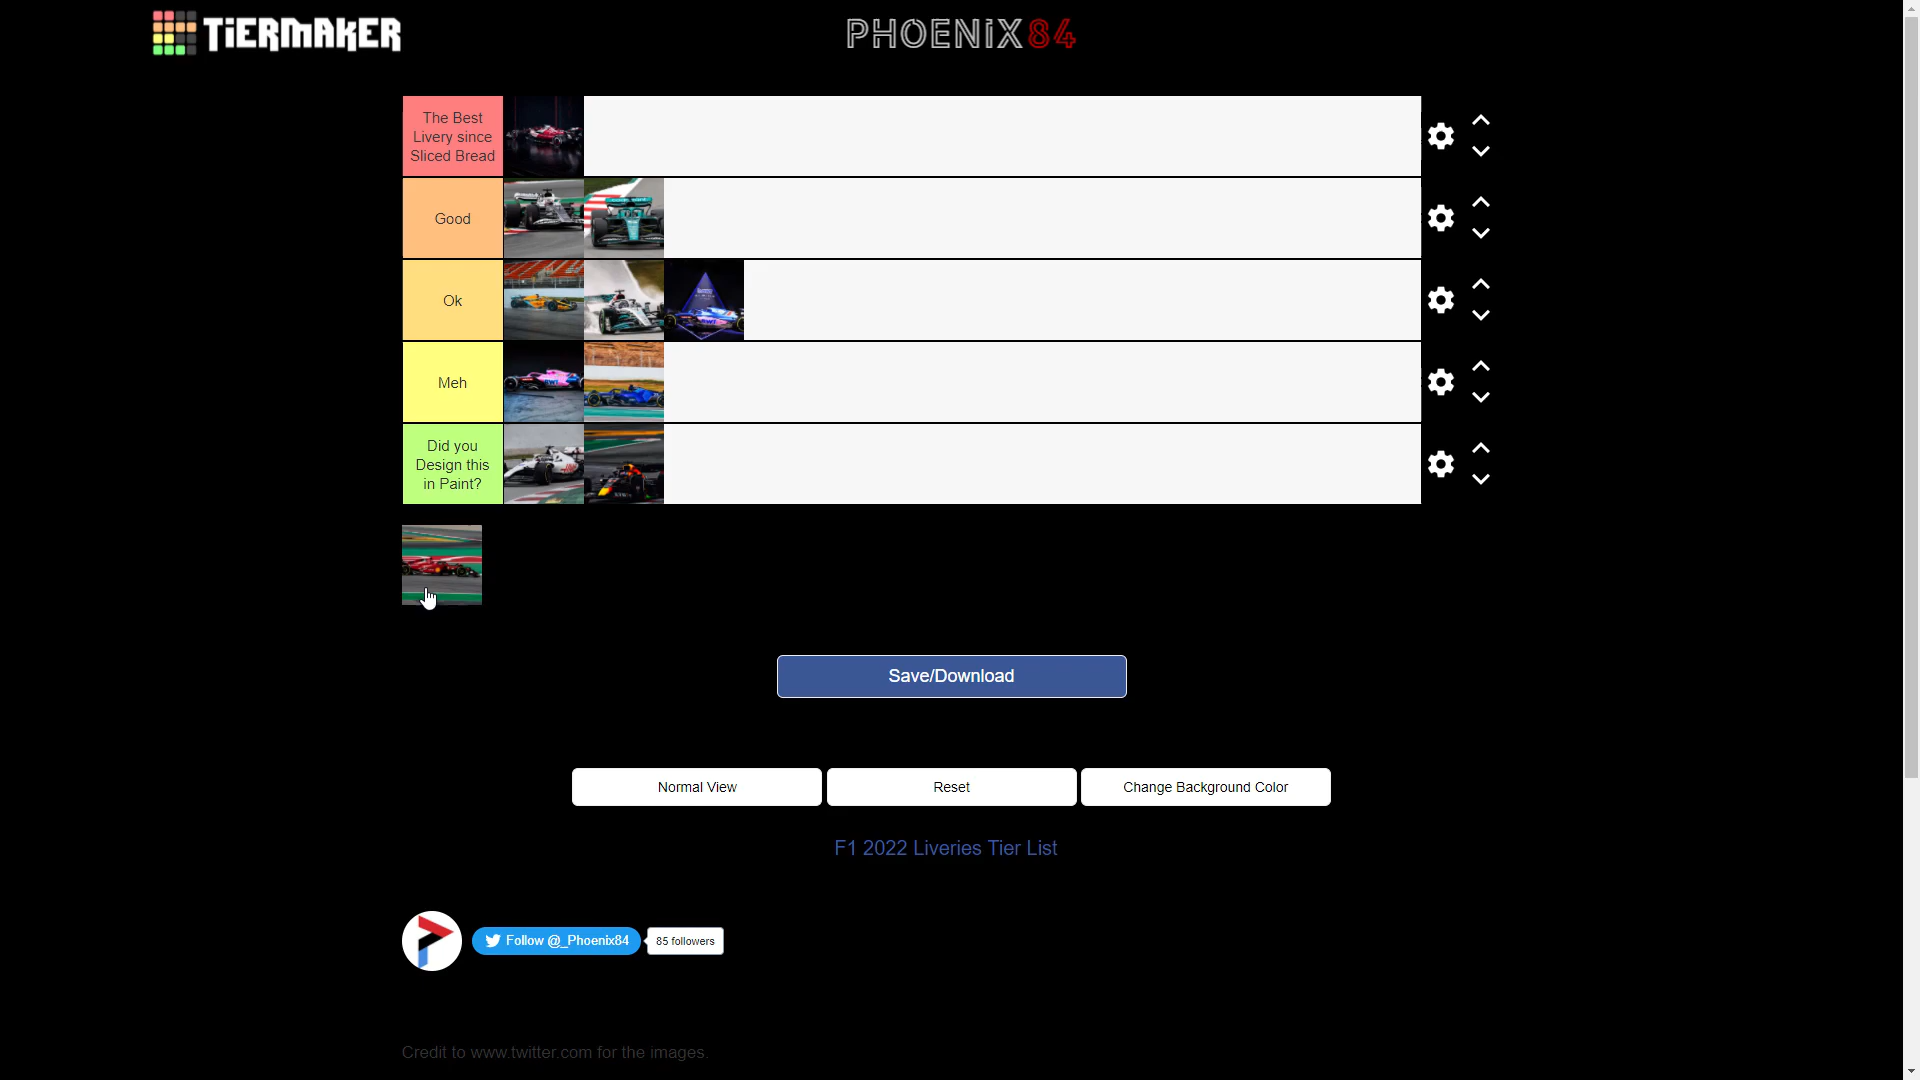 TiERMAKER
PHOENiX84
The Best
Livery since
Sliced Bread
Good
Ok
Meh
Did you
Design this
in Paint?
Save/Download
Normal View
Reset
Change Background Color
F1 2022 Liveries Tier List
Follow @_Phoenix84
85 followers
Credit to www.twitter.com for the images.